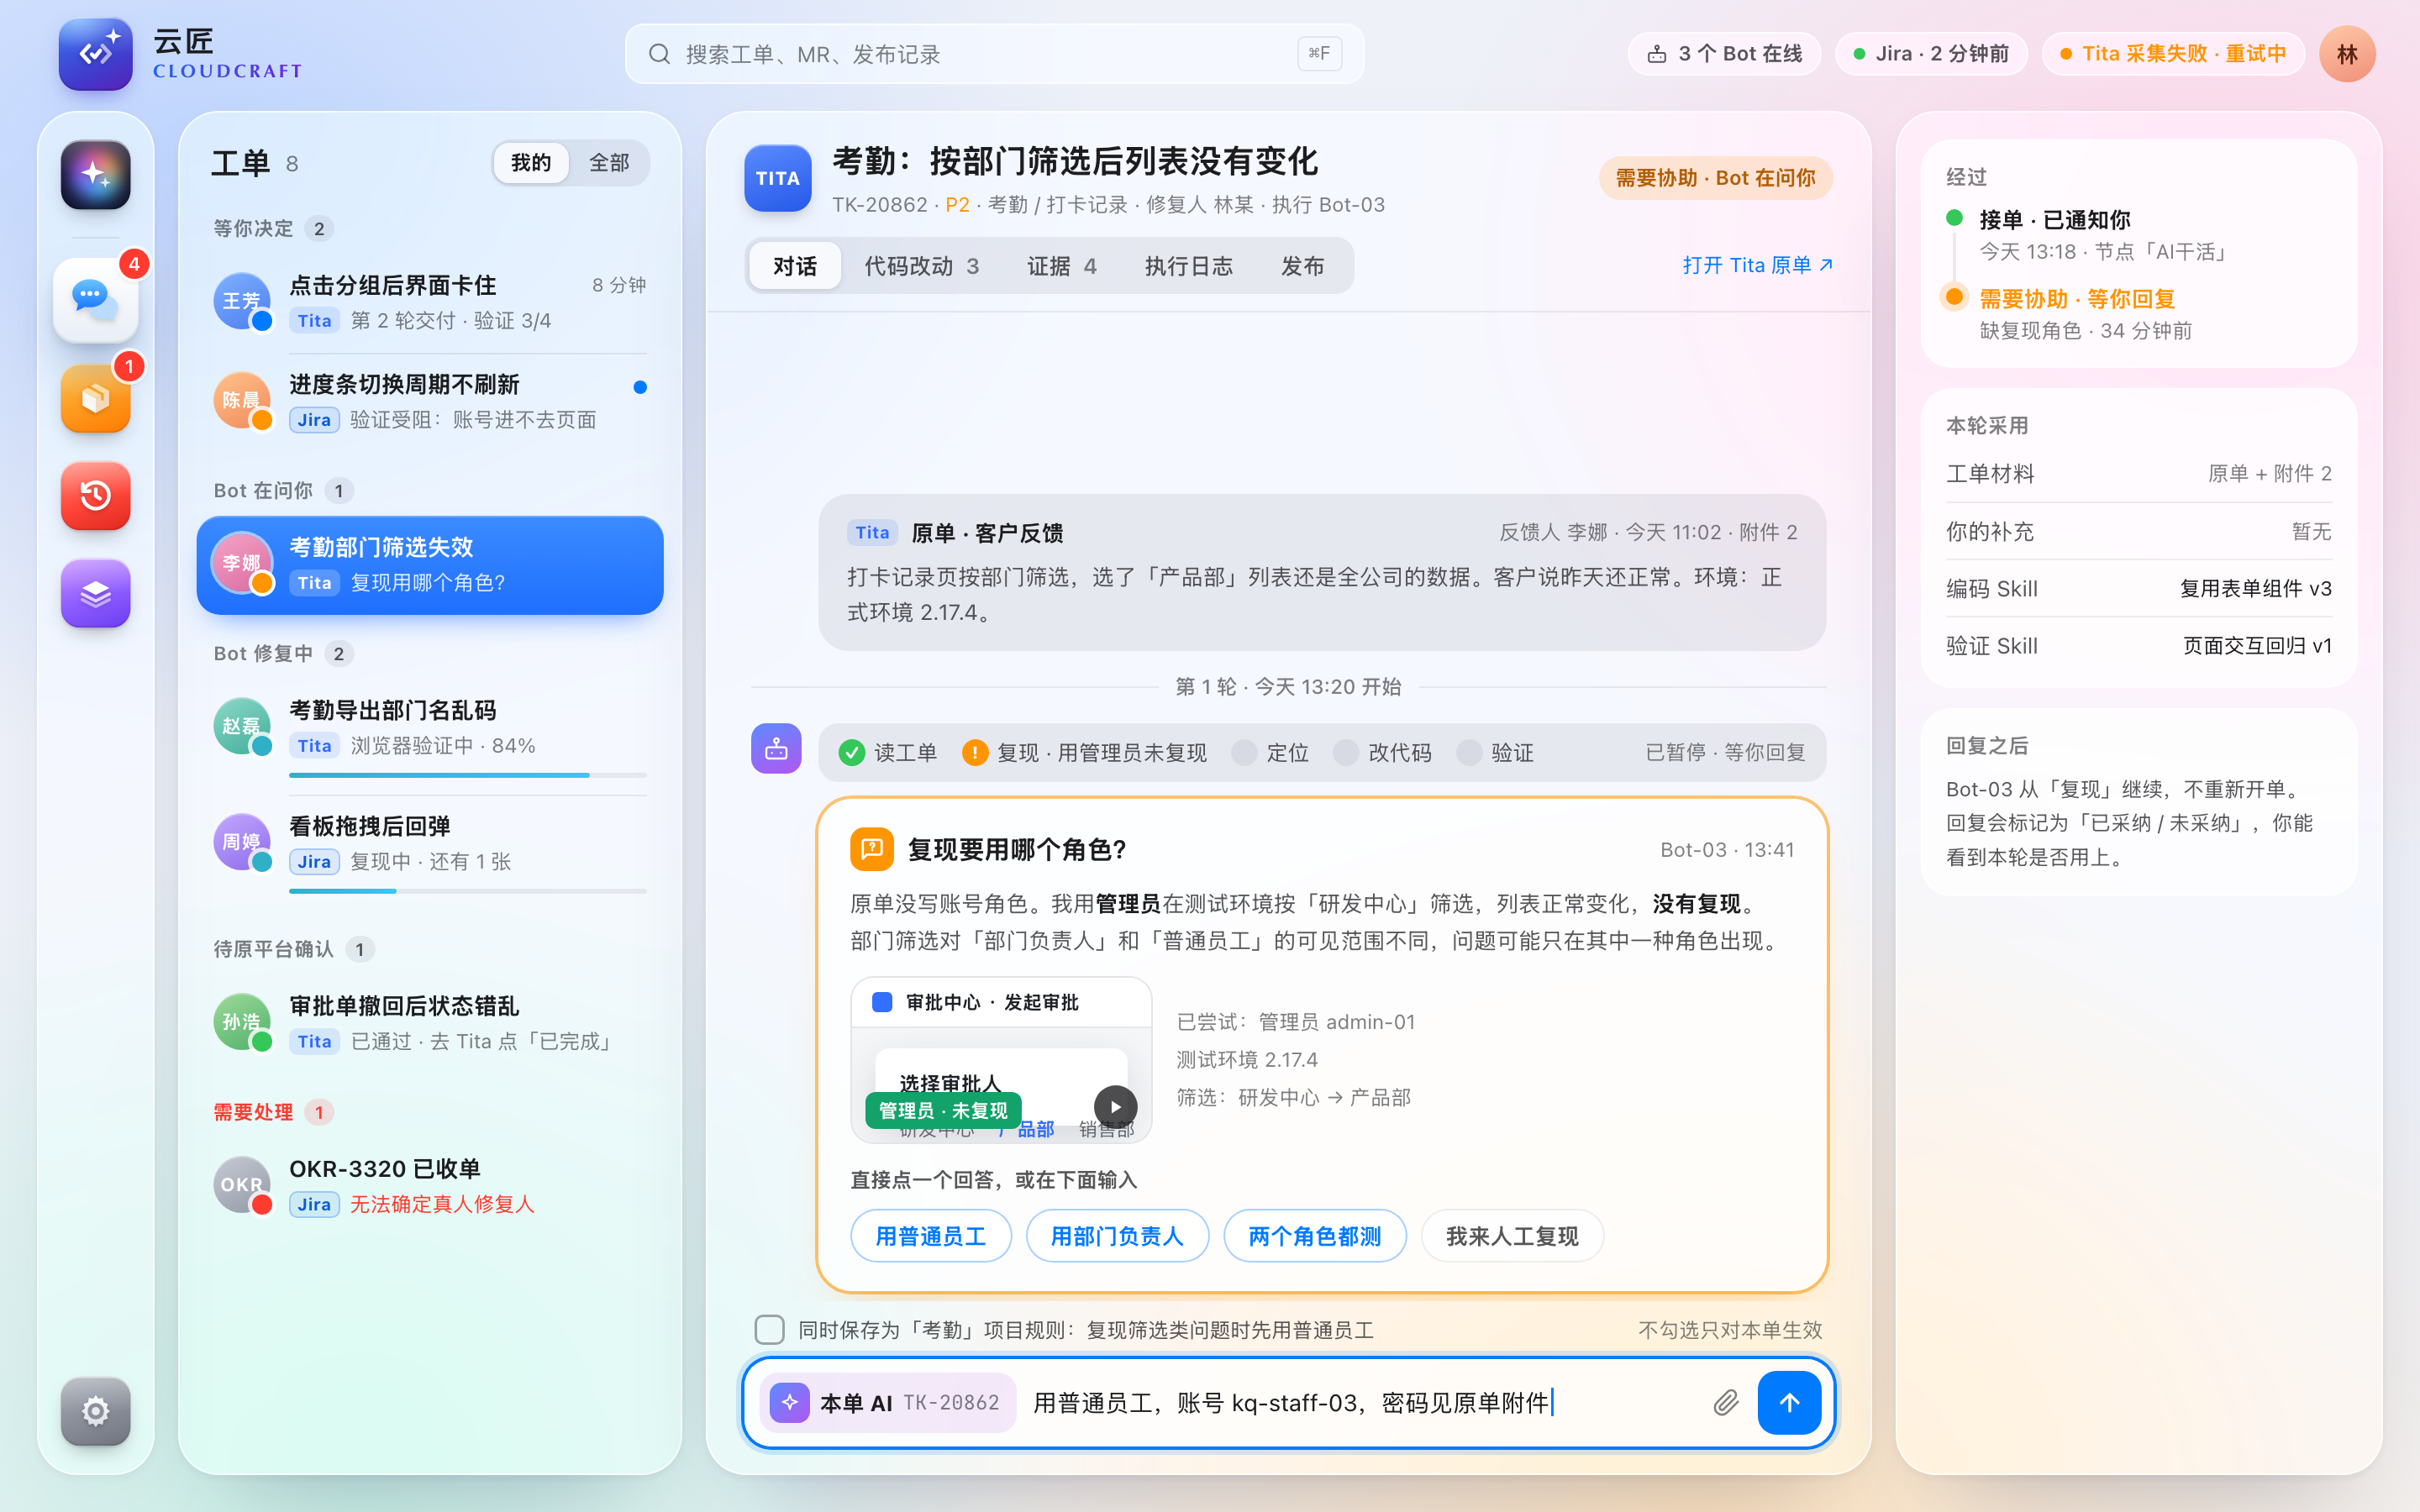 云匠
CLOUDCRAFT
搜索工单、MR、发布记录
⌘F
3 个 Bot 在线
Jira · 2 分钟前
Tita 采集失败 · 重试中
林
4
1
工单 8
我的
全部
等你决定 2
王芳
点击分组后界面卡住
8 分钟
Tita 第 2 轮交付 · 验证 3/4
陈晨
进度条切换周期不刷新
Jira 验证受阻：账号进不去页面
Bot 在问你 1
李娜
考勤部门筛选失效
Tita 复现用哪个角色?
Bot 修复中 2
赵磊
考勤导出部门名乱码
Tita 浏览器验证中 · 84%
周婷
看板拖拽后回弹
Jira 复现中 · 还有 1 张
待原平台确认 1
孙浩
审批单撤回后状态错乱
Tita 已通过 · 去 Tita 点「已完成」
需要处理 1
OKR
OKR-3320 已收单
Jira 无法确定真人修复人
TITA
考勤：按部门筛选后列表没有变化
TK-20862 · P2 · 考勤 / 打卡记录 · 修复人 林某 · 执行 Bot-03
需要协助 · Bot 在问你
对话
代码改动 3
证据 4
执行日志
发布
打开 Tita 原单 ↗
Tita 原单 · 客户反馈
反馈人 李娜 · 今天 11:02 · 附件 2
打卡记录页按部门筛选，选了「产品部」列表还是全公司的数据。客户说昨天还正常。环境：正
式环境 2.17.4。
第 1 轮 · 今天 13:20 开始
读工单
复现 · 用管理员未复现
定位
改代码
验证
已暂停 · 等你回复
复现要用哪个角色?
Bot-03 · 13:41
原单没写账号角色。我用管理员在测试环境按「研发中心」筛选，列表正常变化，没有复现。
部门筛选对「部门负责人」和「普通员工」的可见范围不同，问题可能只在其中一种角色出现。
审批中心 · 发起审批
选择审批人
管理员 · 未复现
研发中心
产品部
销售部
已尝试：管理员 admin-01
测试环境 2.17.4
筛选：研发中心 → 产品部
直接点一个回答，或在下面输入
用普通员工
用部门负责人
两个角色都测
我来人工复现
同时保存为「考勤」项目规则：复现筛选类问题时先用普通员工
不勾选只对本单生效
本单 AI TK-20862
用普通员工，账号 kq-staff-03，密码见原单附件
经过
接单 · 已通知你
今天 13:18 · 节点「AI干活」
需要协助 · 等你回复
缺复现角色 · 34 分钟前
本轮采用
工单材料
原单 + 附件 2
你的补充
暂无
编码 Skill
复用表单组件 v3
验证 Skill
页面交互回归 v1
回复之后
Bot-03 从「复现」继续，不重新开单。
回复会标记为「已采纳 / 未采纳」，你能
看到本轮是否用上。